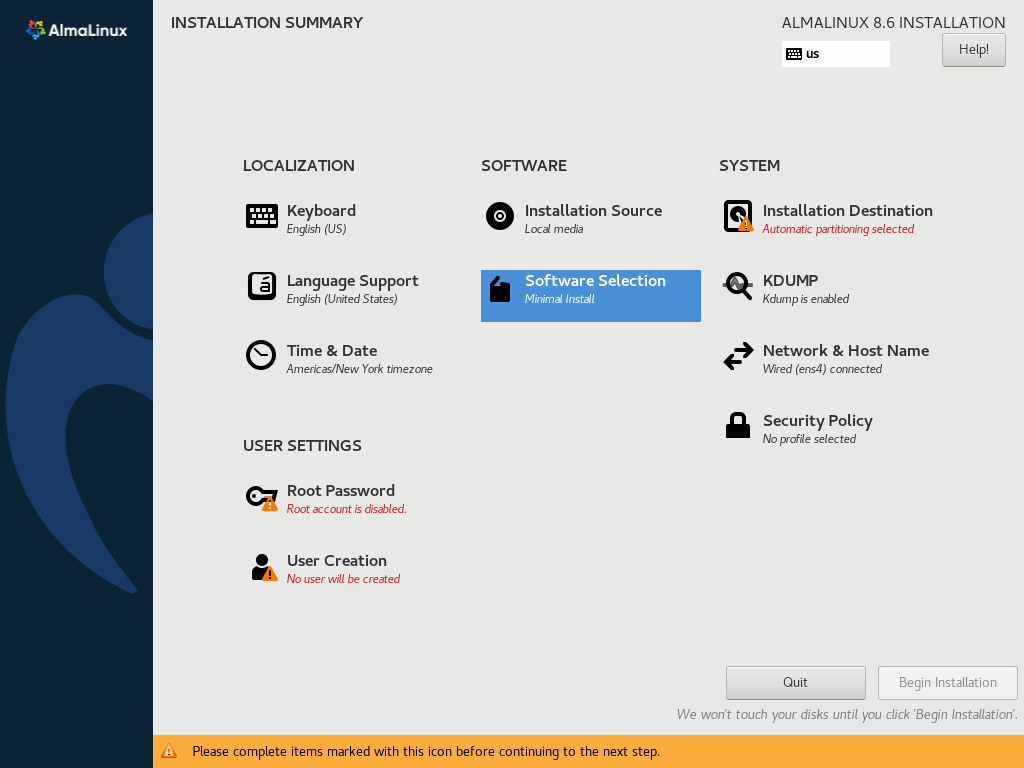 AlmaLinux
INSTALLATION SUMMARY
ALMALINUX 8.6 INSTALLATION
us
Help!
LOCALIZATION
Keyboard
English (US)
Language Support
English (United States)
Time & Date
Americas/New York timezone
USER SETTINGS
Root Password
Root account is disabled.
User Creation
No user will be created
SOFTWARE
Installation Source
Local media
Software Selection
Minimal Install
SYSTEM
Installation Destination
Automatic partitioning selected
KDUMP
Kdump is enabled
Network & Host Name
Wired (ens4) connected
Security Policy
No profile selected
Quit
Begin Installation
We won't touch your disks until you click 'Begin Installation'.
Please complete items marked with this icon before continuing to the next step.